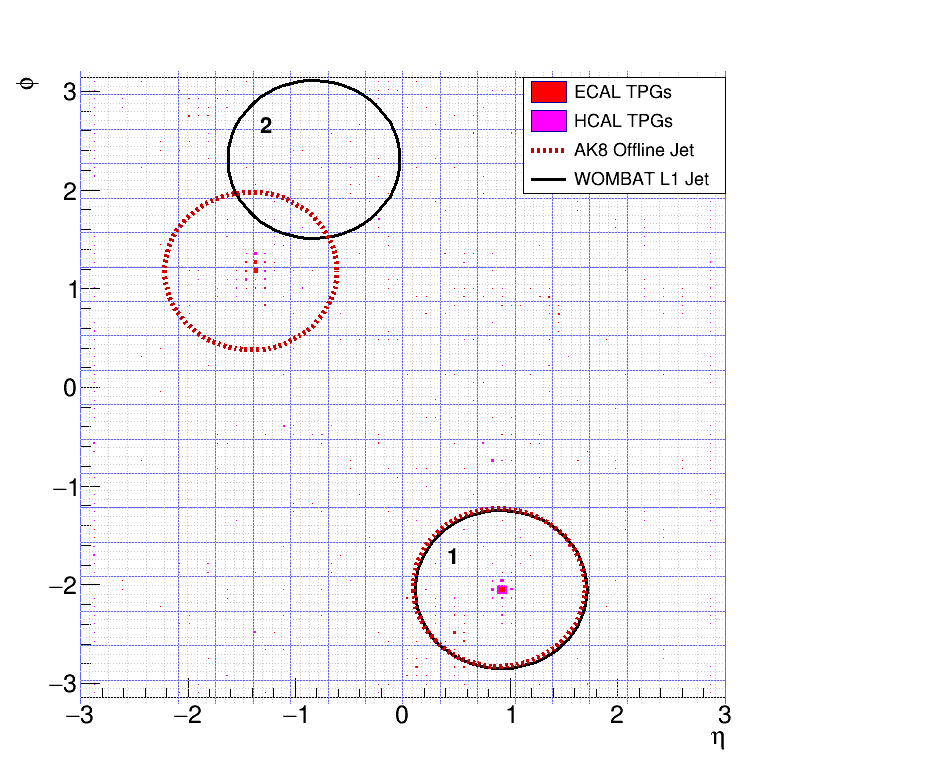 ϕ
3
2
1
0
−1
−2
−3
2
1
ECAL TPGs
HCAL TPGs
AK8 Offline Jet
WOMBAT L1 Jet
−3 −2 −1 0 1 2 3
η